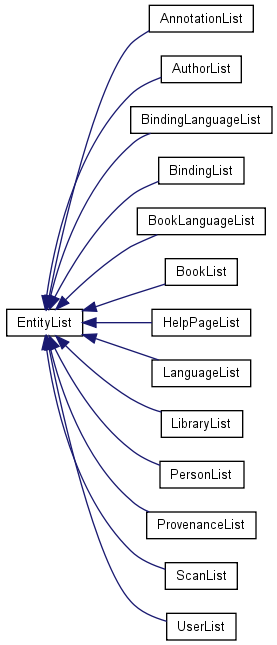 AnnotationList
AuthorList
BindingLanguageList
BindingList
BookLanguageList
BookList
EntityList
HelpPageList
LanguageList
LibraryList
PersonList
ProvenanceList
ScanList
UserList